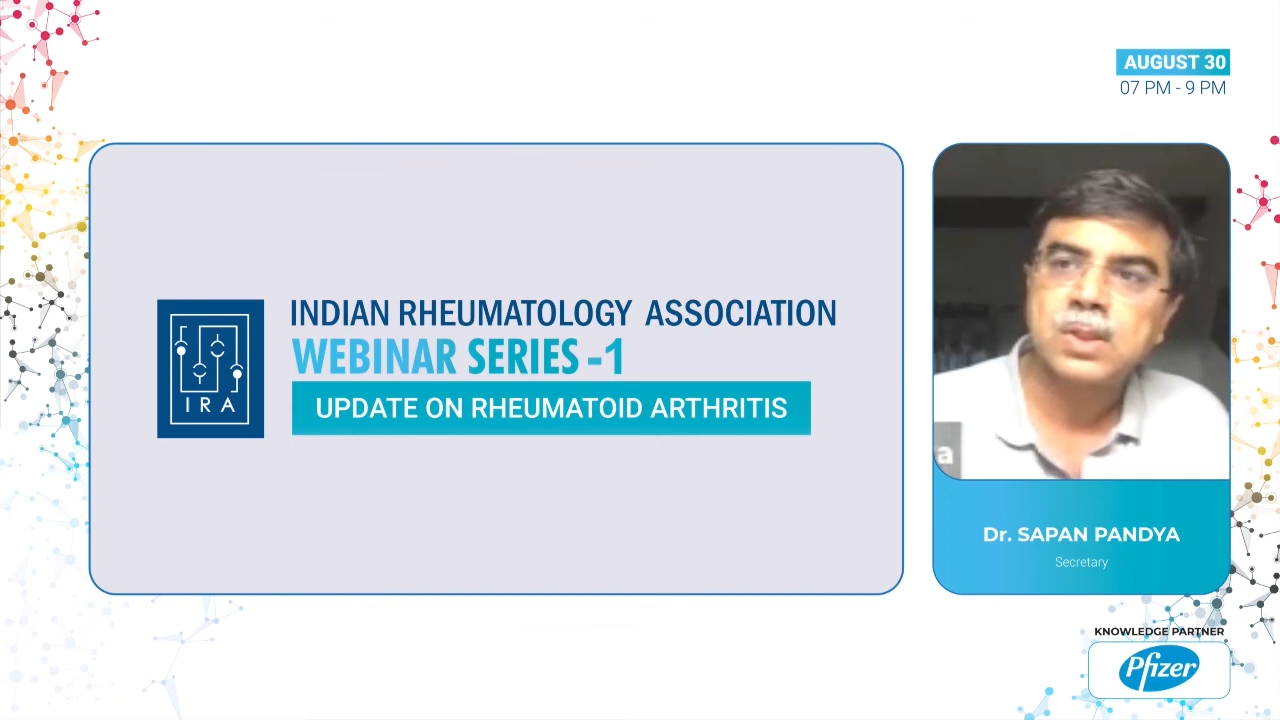 AUGUST 30
07 PM - 9 PM
INDIAN RHEUMATOLOGY ASSOCIATION
WEBINAR SERIES -1
UPDATE ON RHEUMATOID ARTHRITIS
IRA
a
Dr. SAPAN PANDYA
Secretary
KNOWLEDGE PARTNER
Pfizer